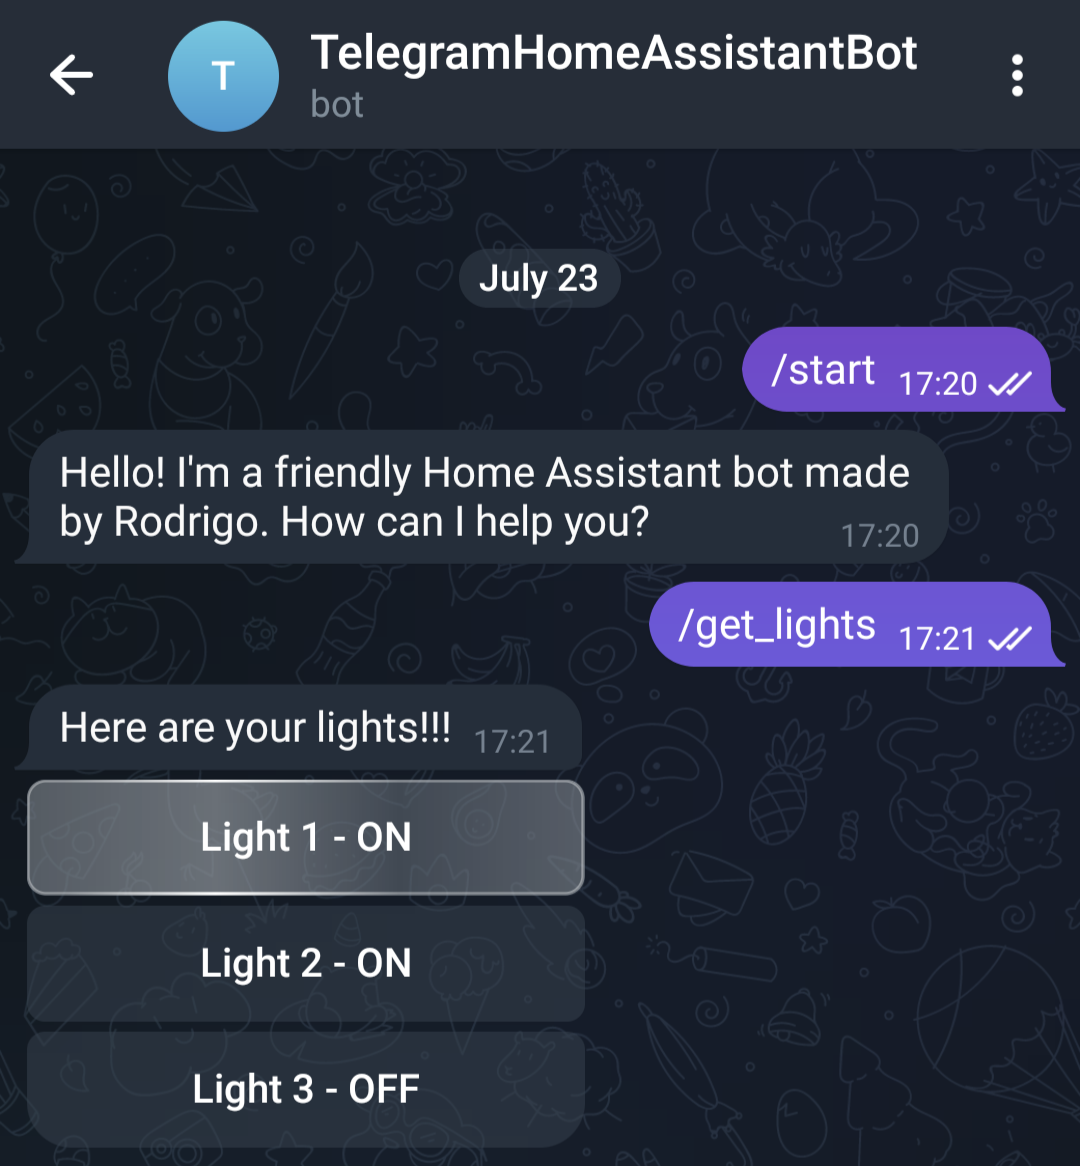 T
TelegramHomeAssistantBot
bot
July 23
/start 17:20
Hello! I'm a friendly Home Assistant bot made
by Rodrigo. How can I help you? 17:20
/get_lights 17:21
Here are your lights!!! 17:21
Light 1 - ON
Light 2 - ON
Light 3 - OFF